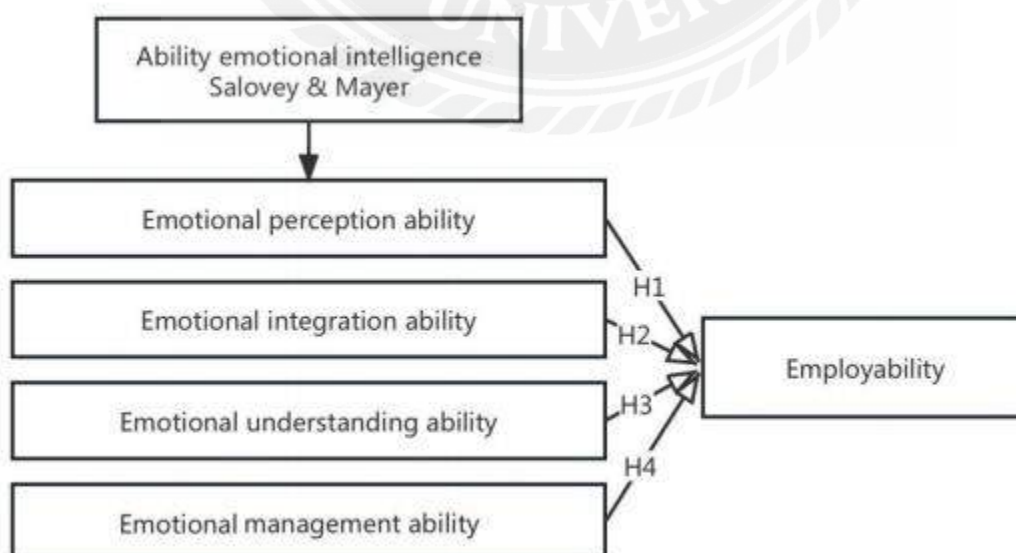 UNIVER
Ability emotional intelligence
Salovey & Mayer
Emotional perception ability
H1
Emotional integration ability
H2
Employability
Emotional understanding ability
H3
H4
Emotional management ability